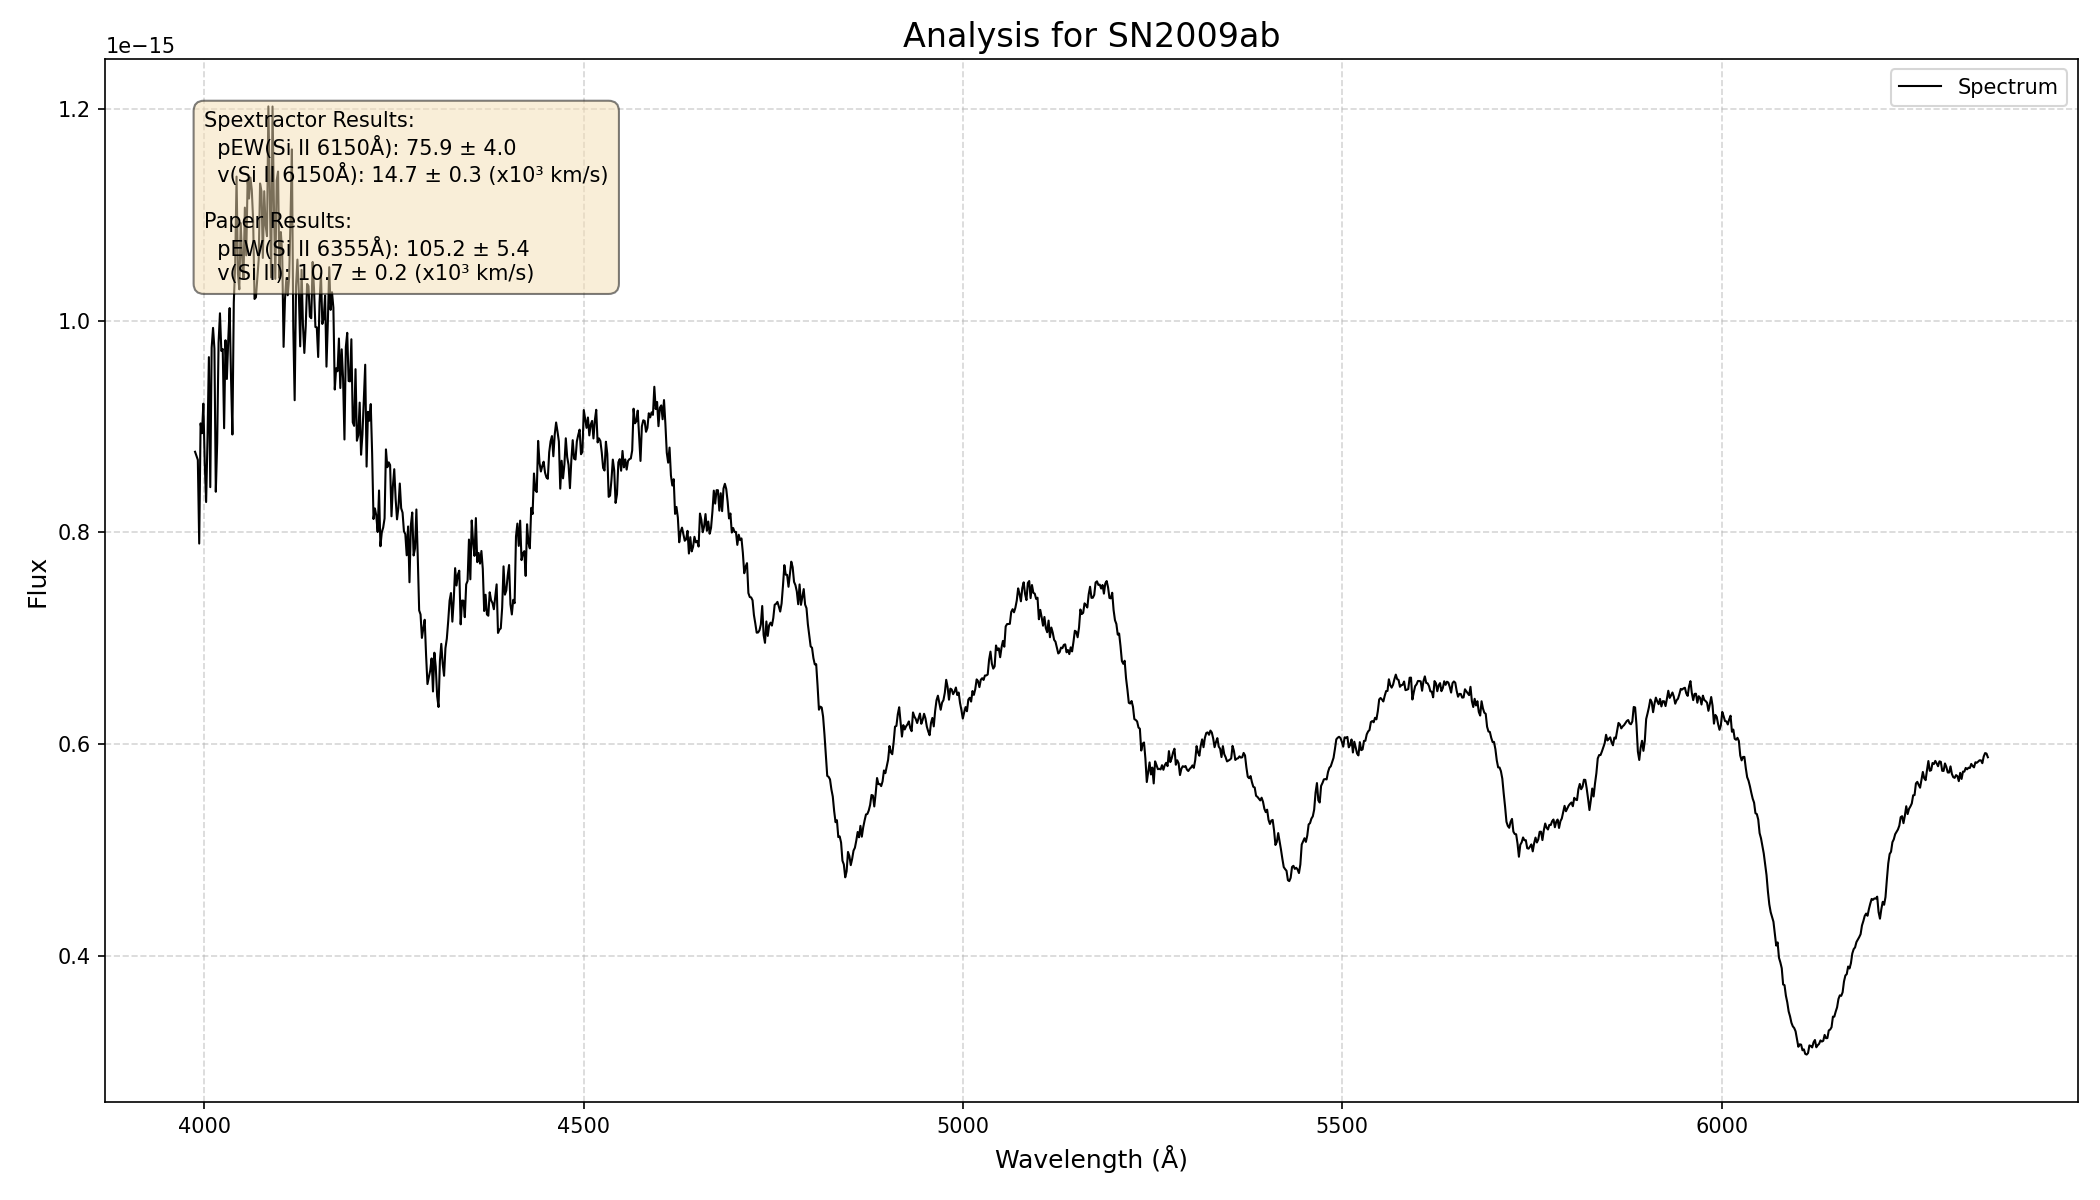 Analysis for SN2009ab
1e−15
Spectrum
Spextractor Results:
pEW(Si II 6150Å): 75.9 ± 4.0
v(Si II 6150Å): 14.7 ± 0.3 (x10³ km/s)
Paper Results:
pEW(Si II 6355Å): 105.2 ± 5.4
v(Si II): 10.7 ± 0.2 (x10³ km/s)
1.2
1.0
0.8
0.6
0.4
Flux
4000
4500
5000
5500
6000
Wavelength (Å)